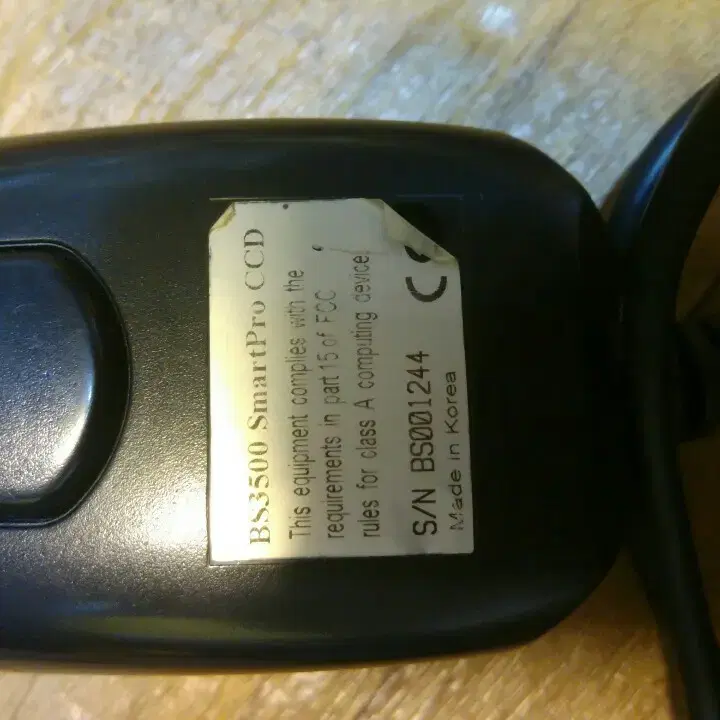 BS3500 SmartPro CCD
This equipment complies with the
requirements in part 15 of FCC
rules for class A computing device
S/N BS001244
CE
Made in Korea